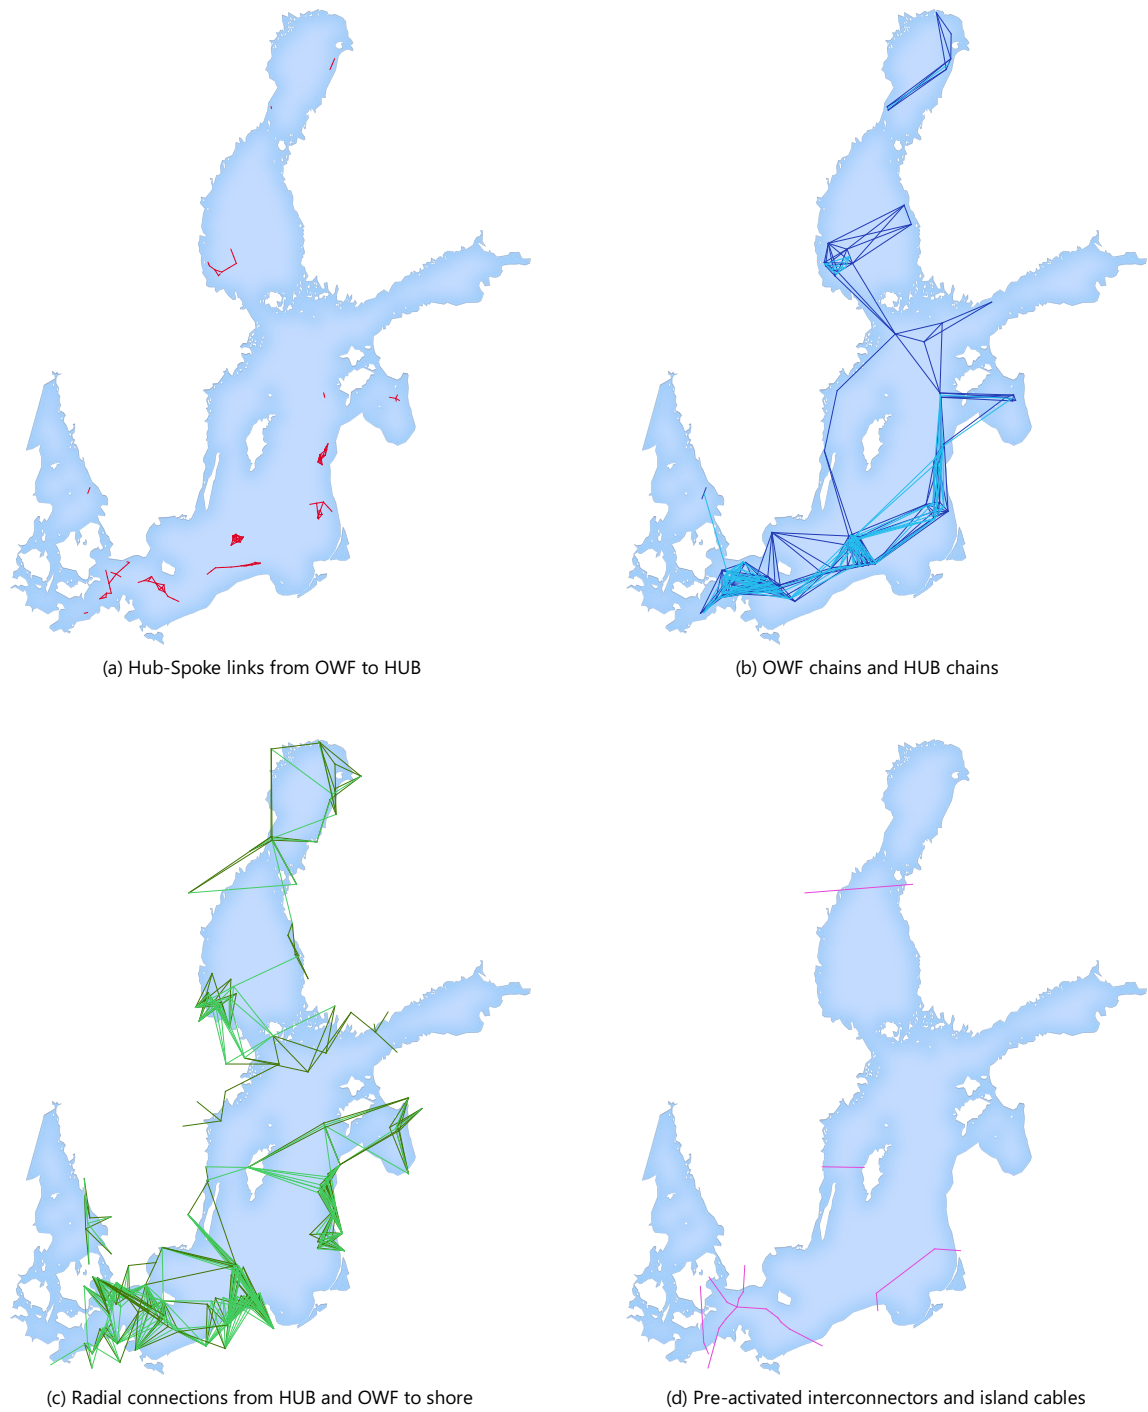 (a) Hub-Spoke links from OWF to HUB
(b) OWF chains and HUB chains
(c) Radial connections from HUB and OWF to shore
(d) Pre-activated interconnectors and island cables